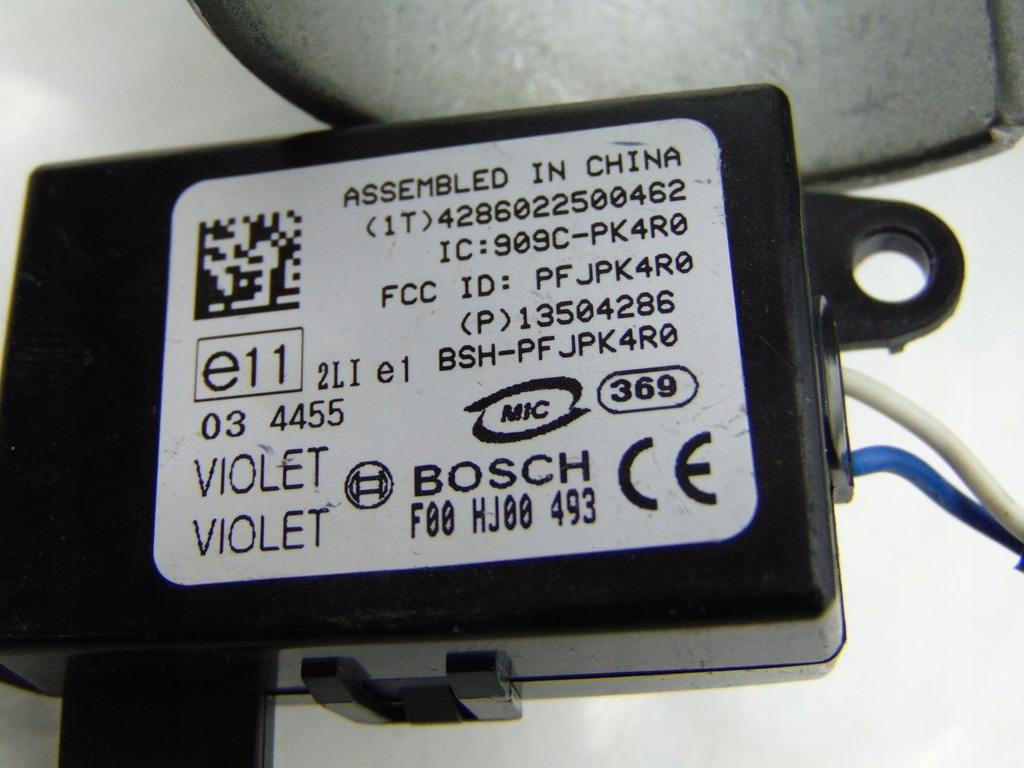 ASSEMBLED IN CHINA
(1T)4286022500462
IC:909C-PK4R0
FCC ID: PFJPK4R0
(P)13504286
BSH-PFJPK4R0
e11 2LI e1
03 4455
MIC 369
VIOLET
VIOLET
BOSCH CE
F00 HJ00 493